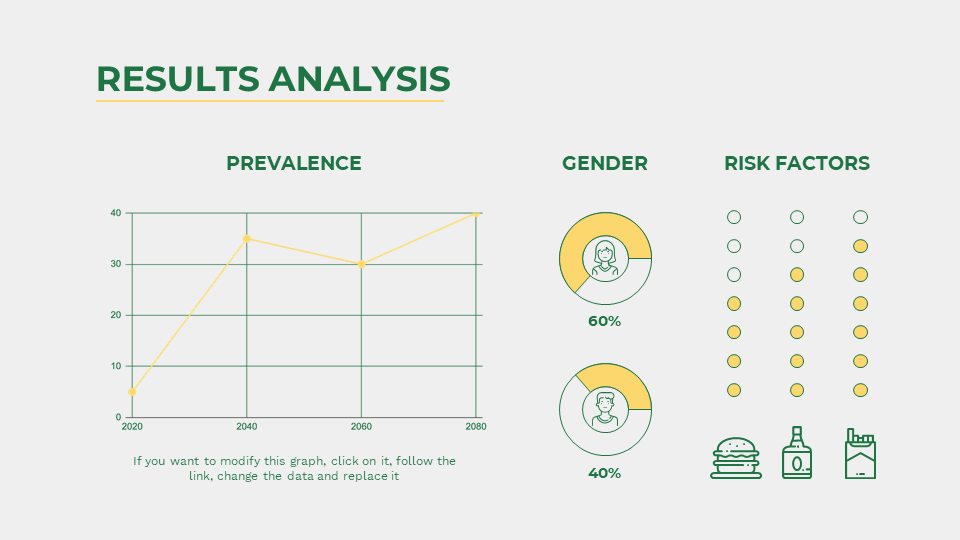 RESULTS ANALYSIS
PREVALENCE
40
30
20
10
0
2020 2040 2060 2080
If you want to modify this graph, click on it, follow the
link, change the data and replace it
GENDER
60%
40%
RISK FACTORS